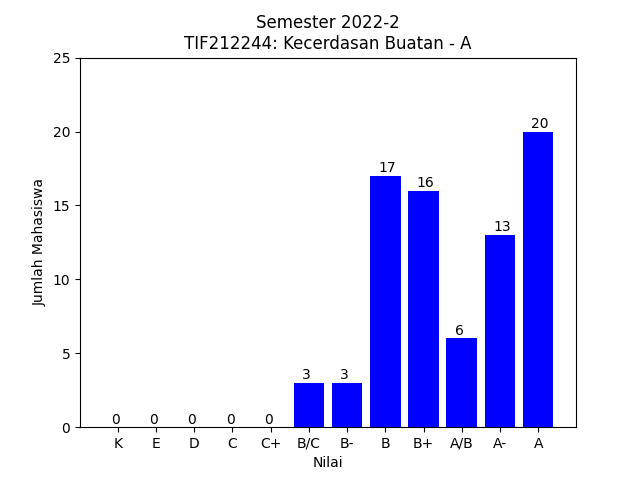 Semester 2022-2
TIF212244: Kecerdasan Buatan - A
25
20
15
10
5
0
Jumlah Mahasiswa
0 0 0 0 0 3 3 17 16 6 13 20
K E D C C+ B/C B- B B+ A/B A- A
Nilai